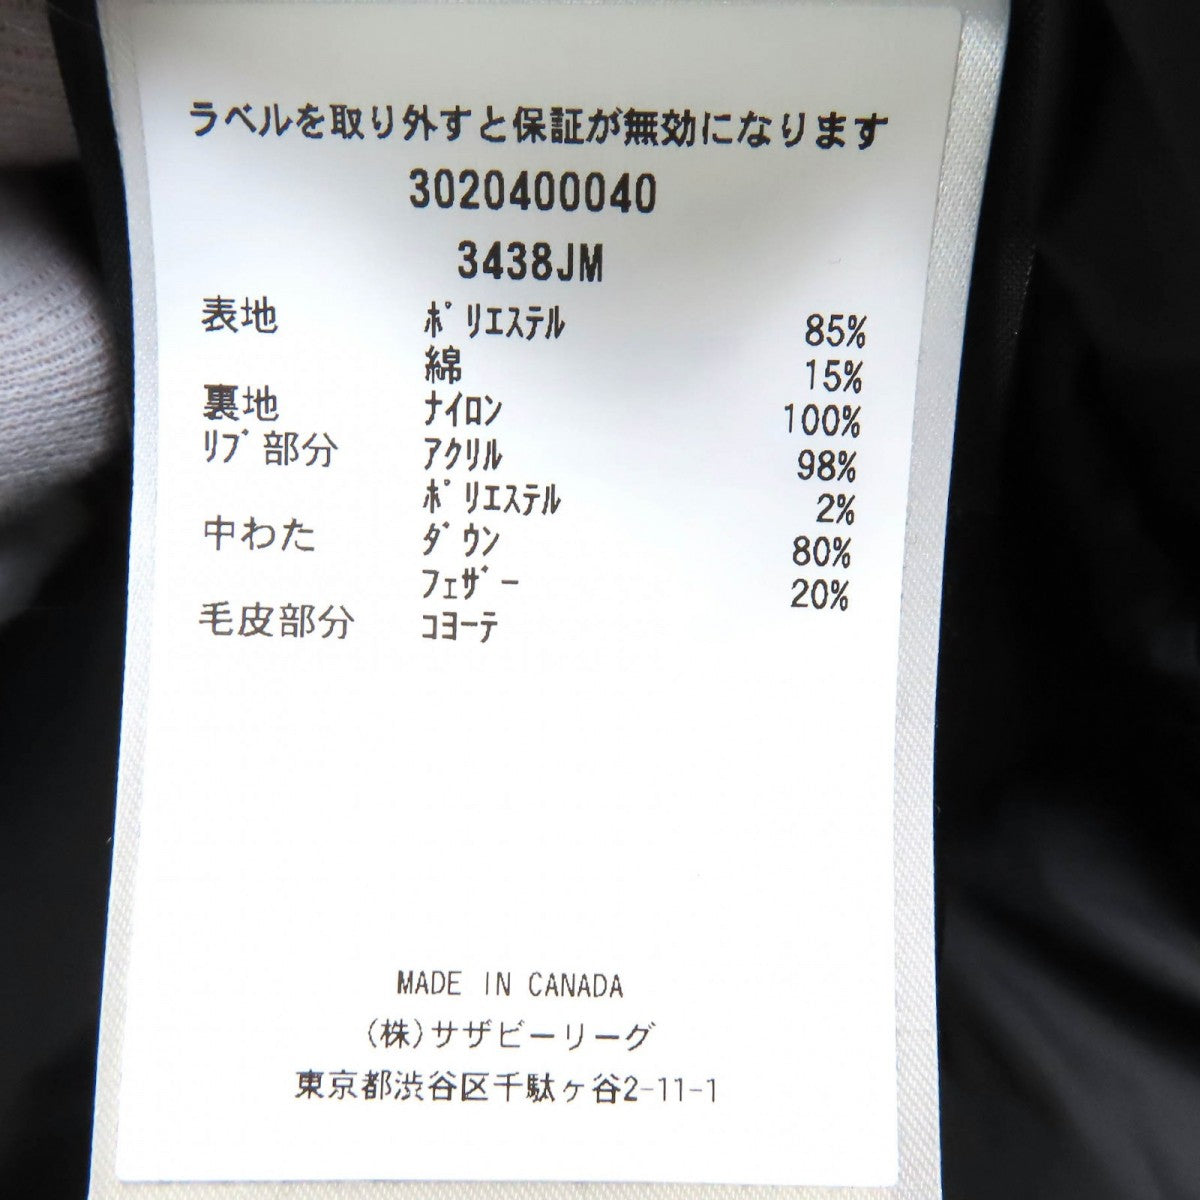 ラベルを取り外すと保証が無効になります
3020400040
3438JM
表地 ﾎﾟﾘｴｽﾃﾙ 85%
綿 15%
裏地 ﾅｲﾛﾝ 100%
ﾘﾌﾞ部分 ｱｸﾘﾙ 98%
ﾎﾟﾘｴｽﾃﾙ 2%
中わた ﾀﾞｳﾝ 80%
ﾌｪｻﾞｰ 20%
毛皮部分 ｺﾖｰﾃ
MADE IN CANADA
(株)サザビーリーグ
東京都渋谷区千駄ヶ谷2-11-1